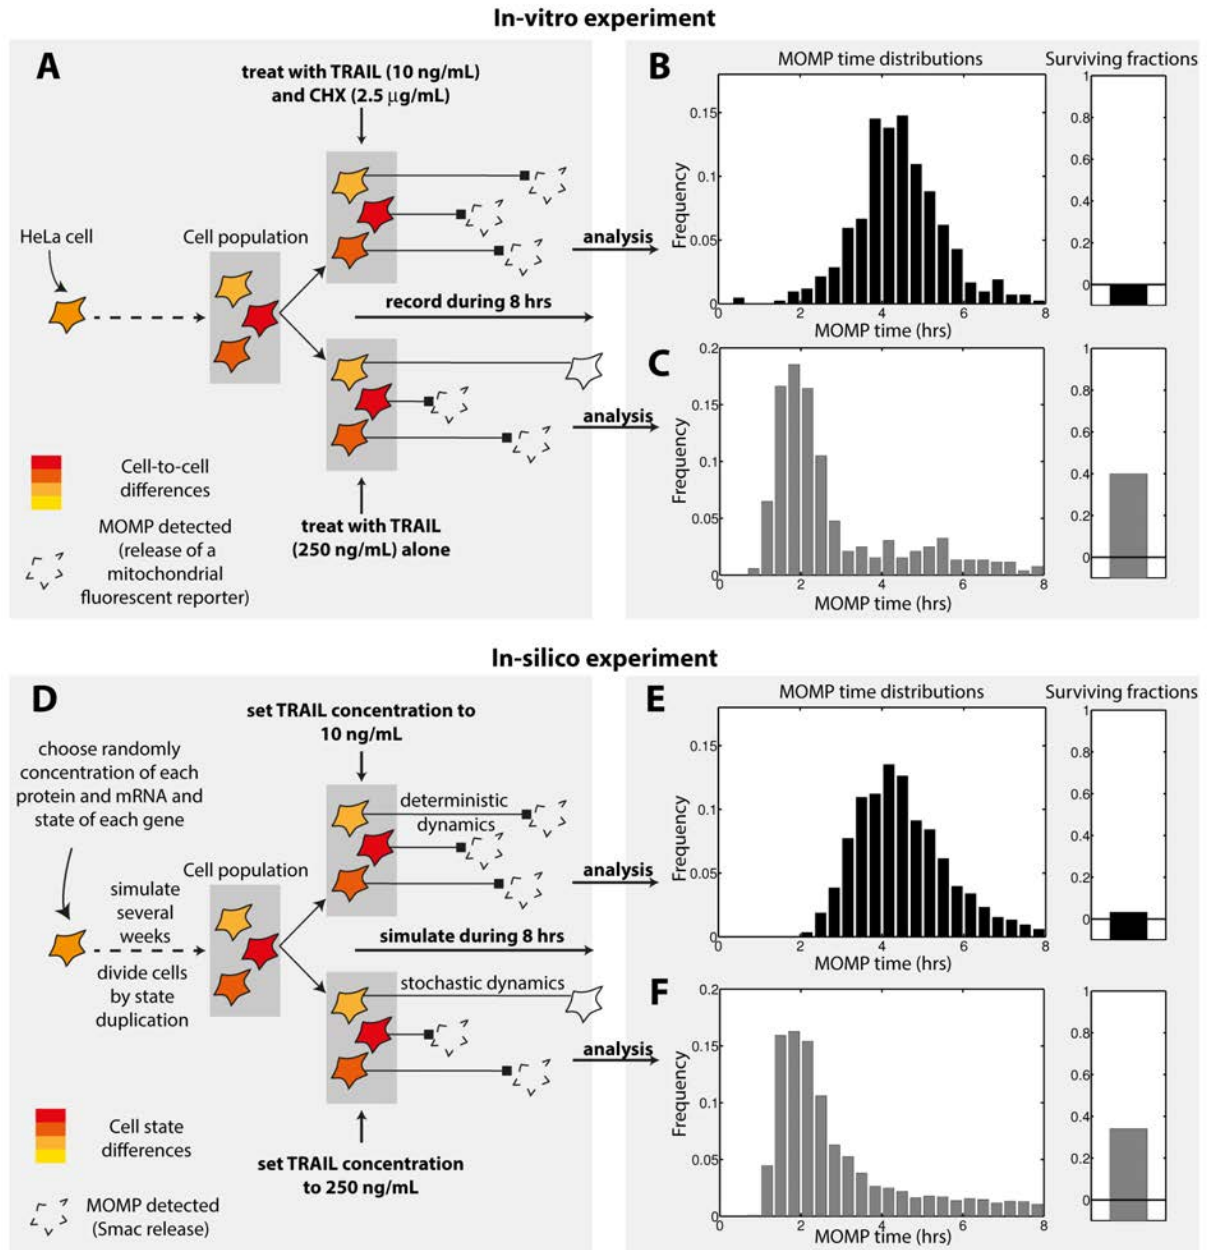 In-vitro experiment
A
treat with TRAIL (10 ng/mL)
and CHX (2.5 μg/mL)
HeLa cell
Cell population
analysis
record during 8 hrs
analysis
Cell-to-cell
differences
MOMP detected
(release of a
mitochondrial
fluorescent reporter)
treat with TRAIL
(250 ng/mL) alone
B
MOMP time distributions
Surviving fractions
Frequency
0.15
0.1
0.05
0
0 2 4 6 8
MOMP time (hrs)
1
0.8
0.6
0.4
0.2
0
C
Frequency
0.2
0.15
0.1
0.05
0
0 2 4 6 8
MOMP time (hrs)
1
0.8
0.6
0.4
0.2
0
In-silico experiment
D
set TRAIL concentration to
10 ng/mL
choose randomly
concentration of each
protein and mRNA and
state of each gene
deterministic
dynamics
Cell population
simulate
several
weeks
divide cells
by state
duplication
analysis
simulate during 8 hrs
stochastic dynamics
analysis
Cell state
differences
MOMP detected
(Smac release)
set TRAIL concentration
to 250 ng/mL
E
MOMP time distributions
Surviving fractions
Frequency
0.15
0.1
0.05
0
0 2 4 6 8
MOMP time (hrs)
1
0.8
0.6
0.4
0.2
0
F
Frequency
0.2
0.15
0.1
0.05
0
0 2 4 6 8
MOMP time (hrs)
1
0.8
0.6
0.4
0.2
0